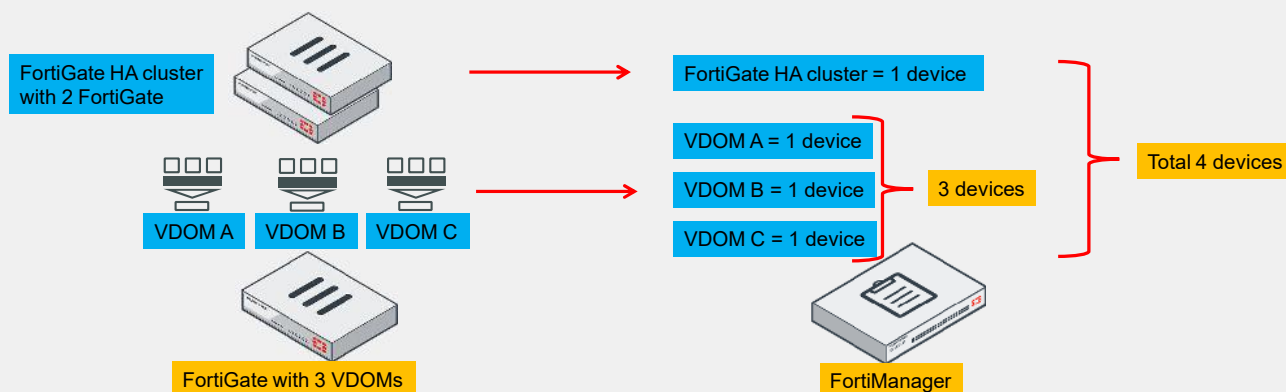 FortiGate HA cluster
with 2 FortiGate
FortiGate HA cluster = 1 device
VDOM A = 1 device
VDOM B = 1 device
VDOM C = 1 device
3 devices
Total 4 devices
VDOM A
VDOM B
VDOM C
FortiGate with 3 VDOMs
FortiManager